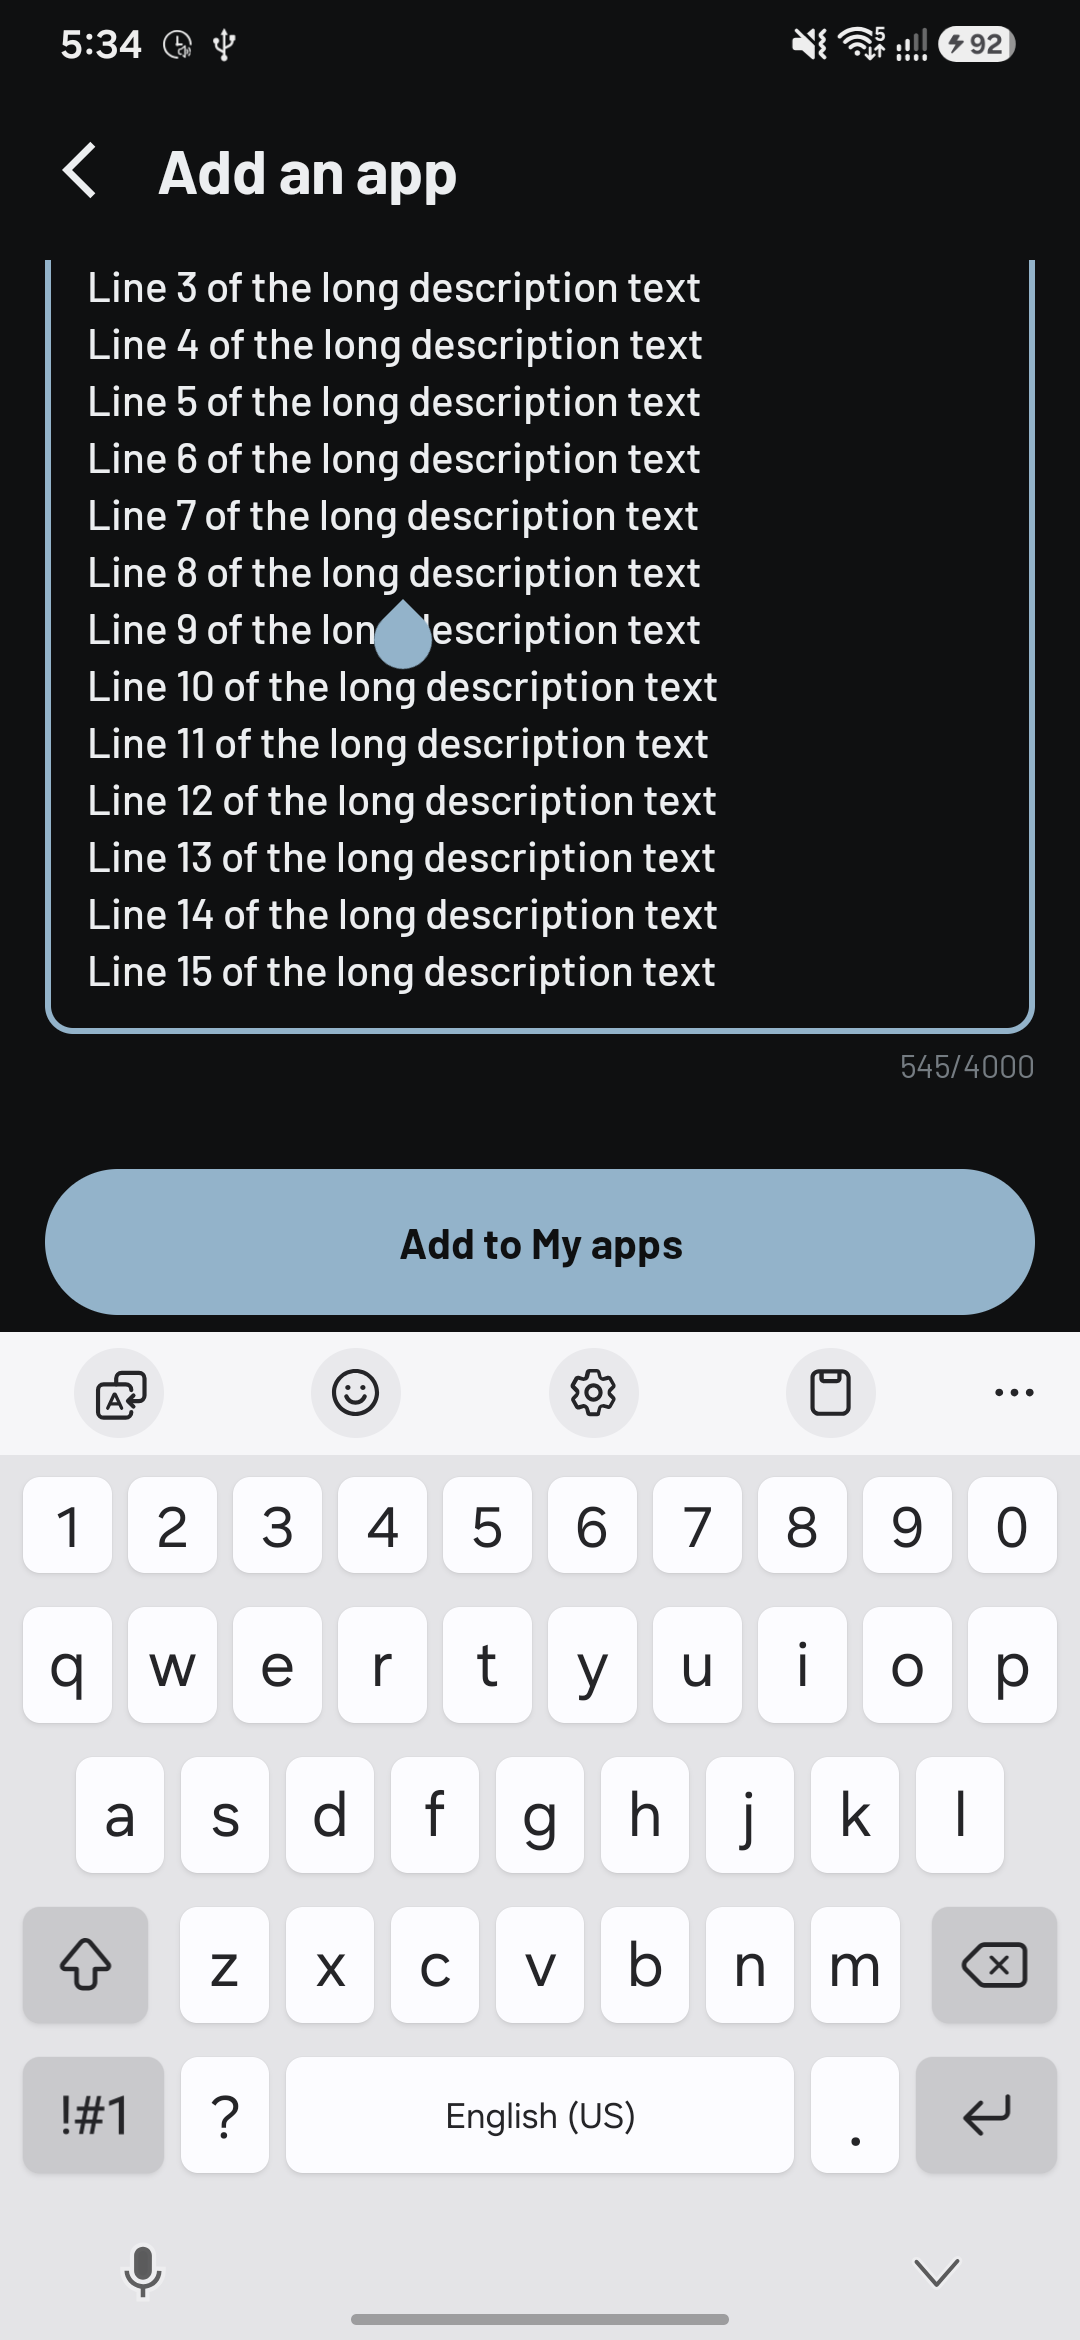 5:34
5
92
Add an app
Line 3 of the long description text
Line 4 of the long description text
Line 5 of the long description text
Line 6 of the long description text
Line 7 of the long description text
Line 8 of the long description text
Line 9 of the lon escription text
Line 10 of the long description text
Line 11 of the long description text
Line 12 of the long description text
Line 13 of the long description text
Line 14 of the long description text
Line 15 of the long description text
545/4000
Add to My apps
A
1 2 3 4 5 6 7 8 9 0
q w e r t y u i o p
a s d f g h j k l
z x c v b n m
!#1 ? English (US) .